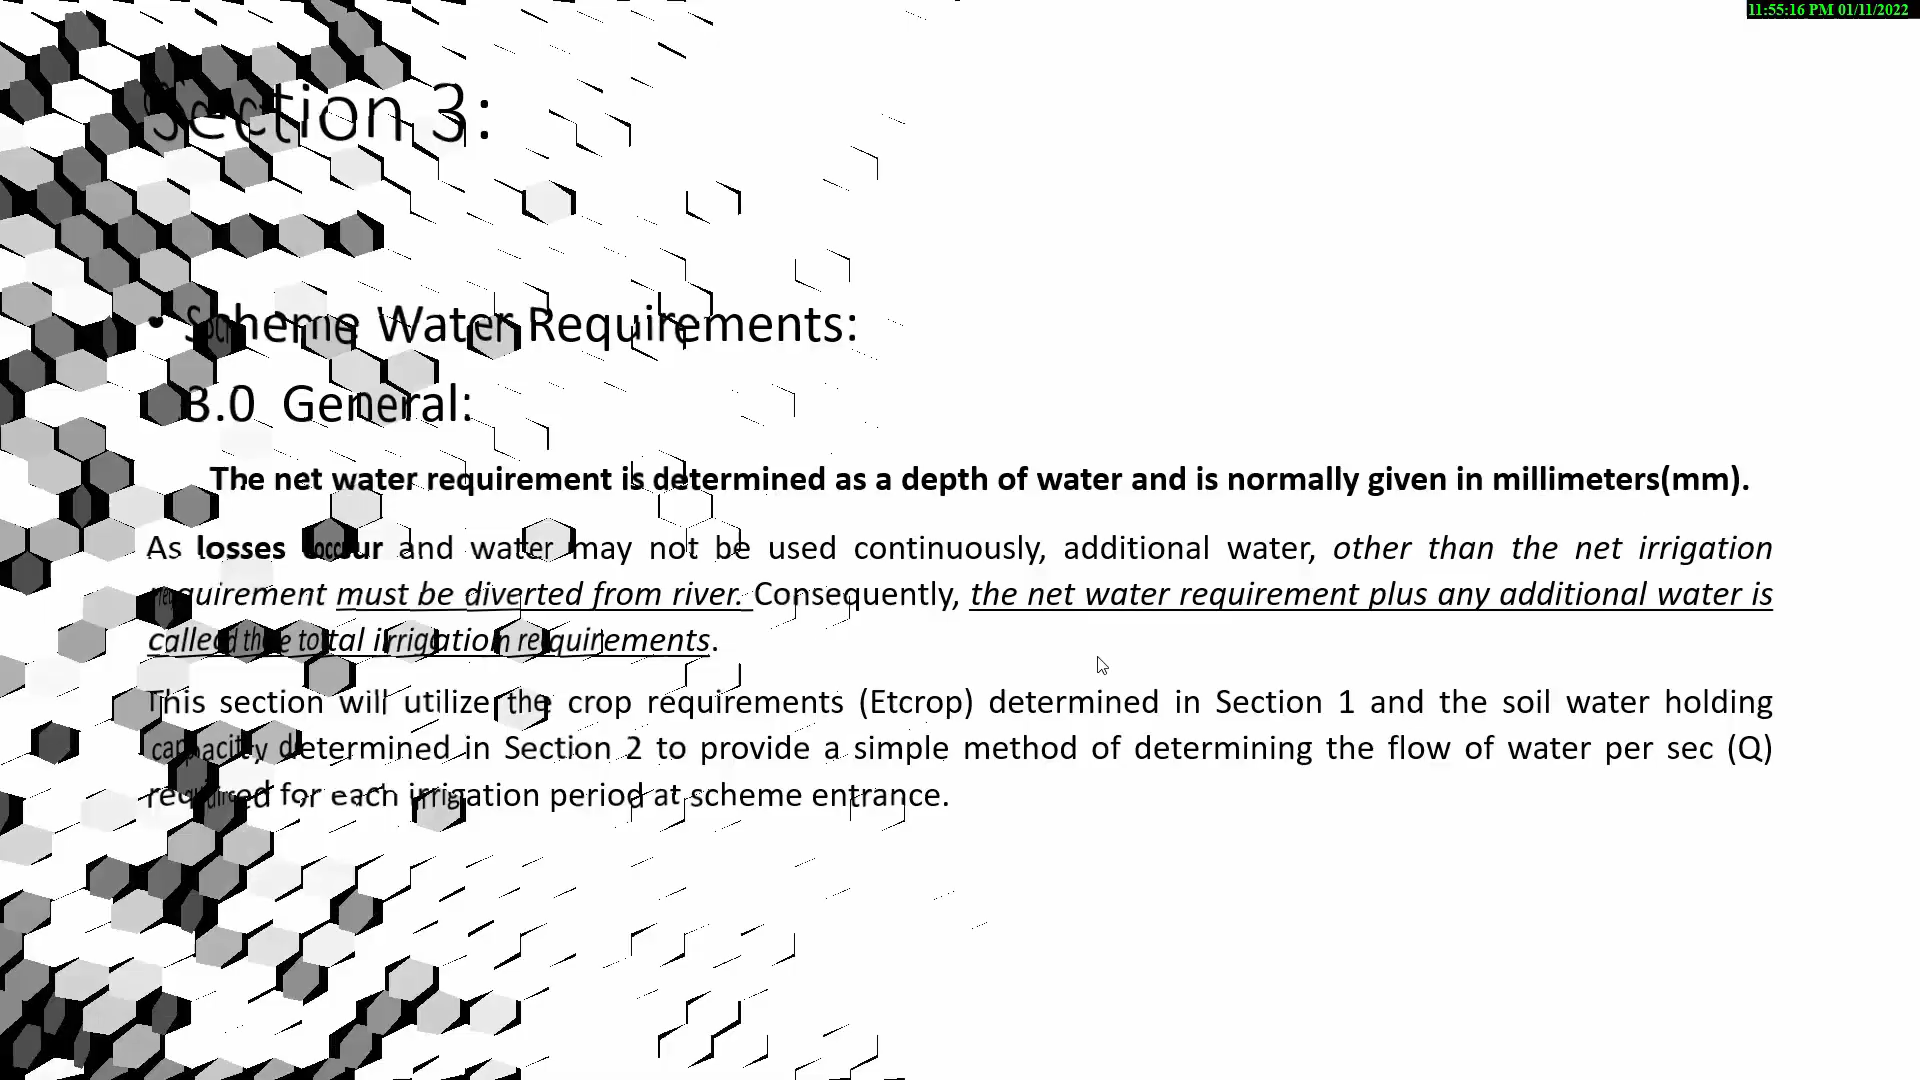 11:55:16 PM 01/11/2022
Section 3:
• Scheme Water Requirements:
3.0 General:
The net water requirement is determined as a depth of water and is normally given in millimeters(mm).
As losses occur and water may not be used continuously, additional water, other than the net irrigation
requirement must be diverted from river. Consequently, the net water requirement plus any additional water is
called the total irrigation requirements.
This section will utilize the crop requirements (Etcrop) determined in Section 1 and the soil water holding
capacity determined in Section 2 to provide a simple method of determining the flow of water per sec (Q)
required for each irrigation period at scheme entrance.